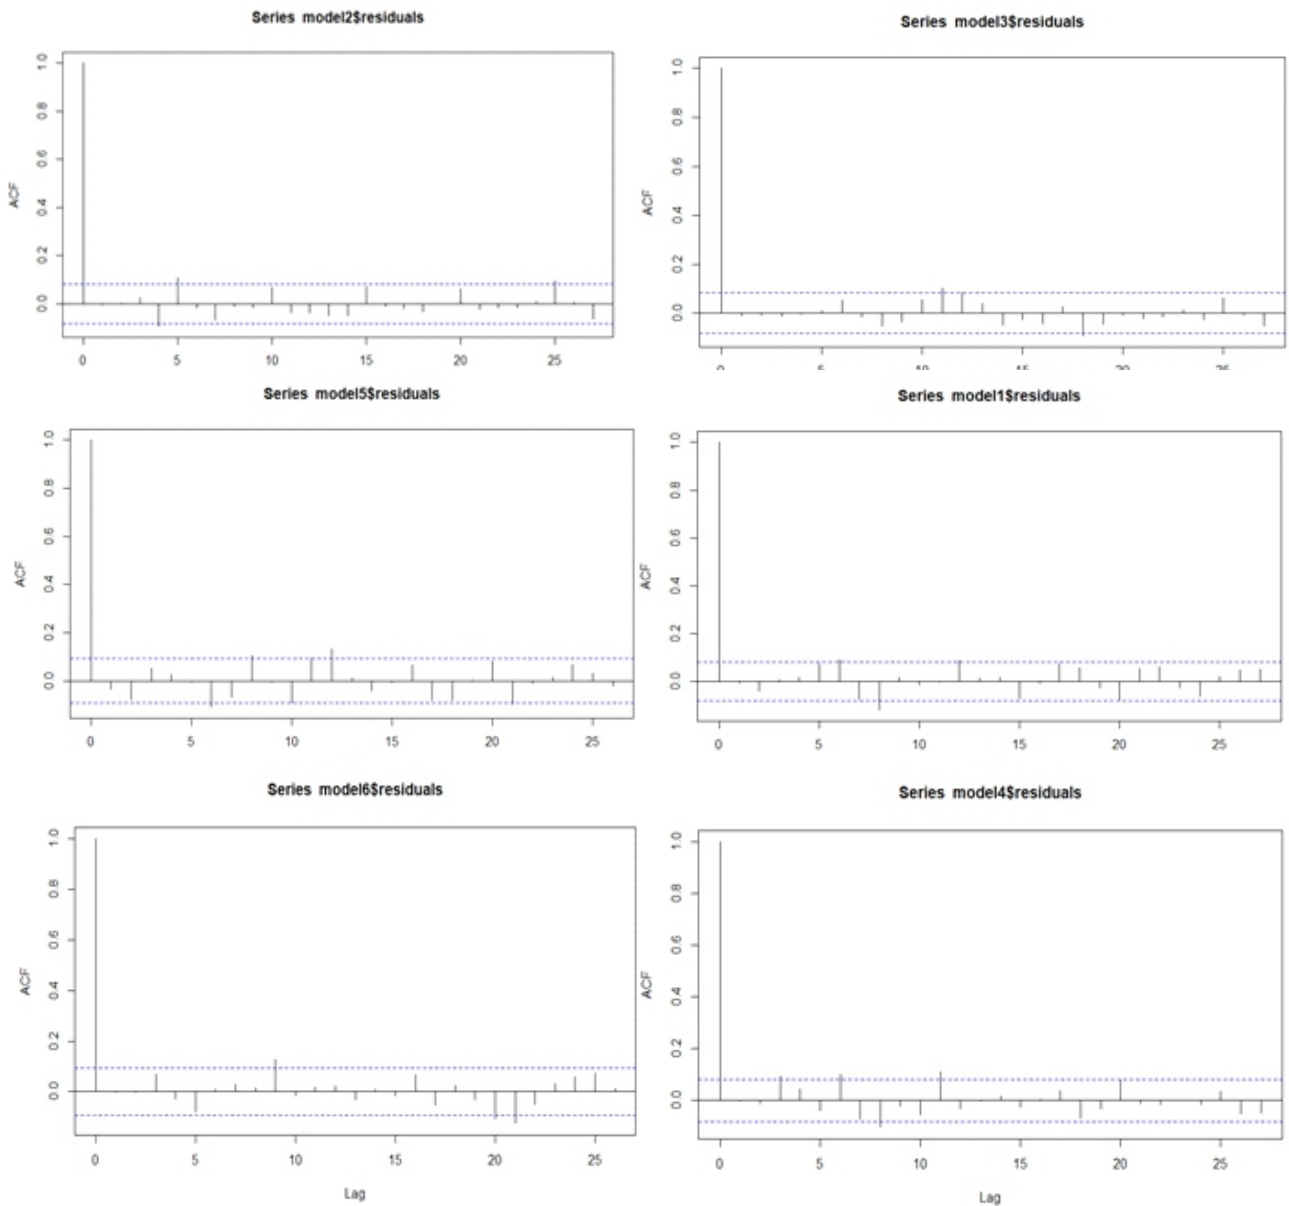 Series model2$residuals
Series model3$residuals
ACF
0.0 0.2 0.4 0.6 0.8 1.0
0 5 10 15 20 25
ACF
0.0 0.2 0.4 0.6 0.8 1.0
0 5 10 15 20 25
Series model5$residuals
Series model1$residuals
ACF
0.0 0.2 0.4 0.6 0.8 1.0
0 5 10 15 20 25
ACF
0.0 0.2 0.4 0.6 0.8 1.0
0 5 10 15 20 25
Series model6$residuals
Series model4$residuals
ACF
0.0 0.2 0.4 0.6 0.8 1.0
0 5 10 15 20 25
Lag
ACF
0.0 0.2 0.4 0.6 0.8 1.0
0 5 10 15 20 25
Lag